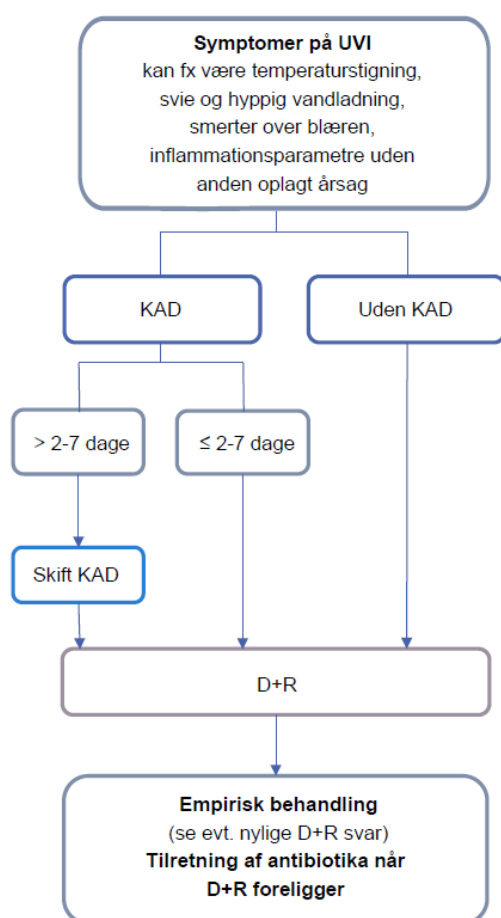 Symptomer på UVI
kan fx være temperaturstigning,
svie og hyppig vandladning,
smerter over blæren,
inflammationsparametre uden
anden oplagt årsag
KAD
Uden KAD
> 2-7 dage
≤ 2-7 dage
Skift KAD
D+R
Empirisk behandling
(se evt. nylige D+R svar)
Tilretning af antibiotika når
D+R foreligger